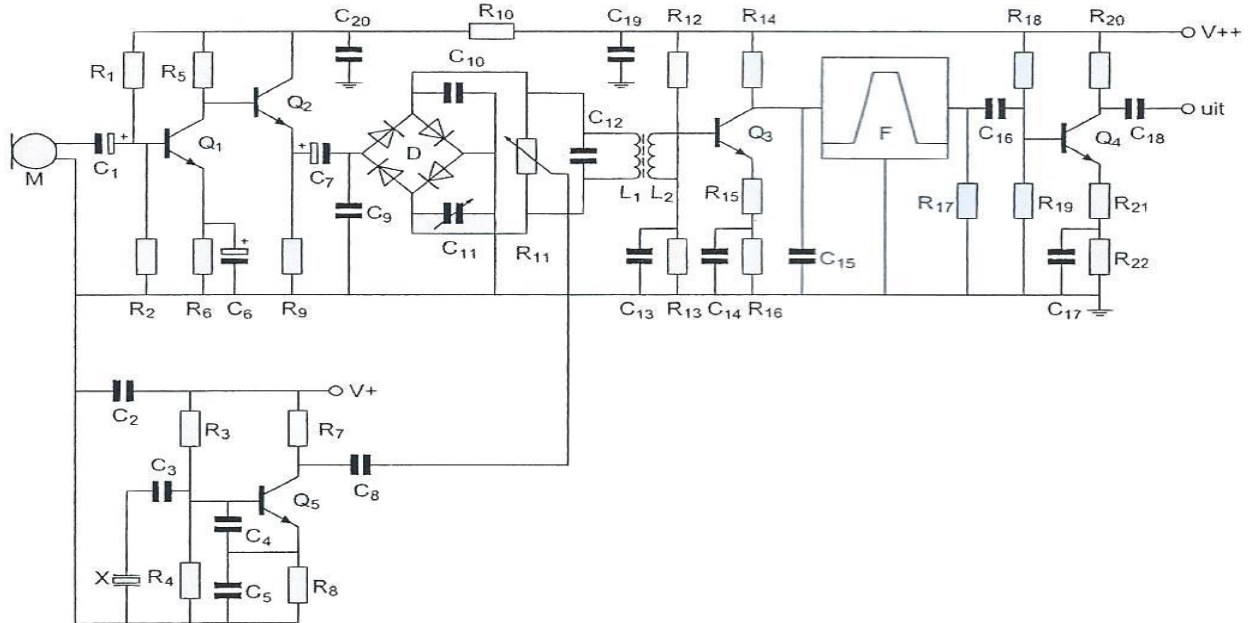 C20 R10 C19 R12 R14 R18 R20
V++
R1 R5 Q2 C10
C12 Q3 F C16 Q4 C18 uit
M C1 + Q1 + C7 D
L1 L2 R15 R17 R19 R21
C9 C11 R11 C15 R22
+
R2 R6 C6 R9 C13 R13 C14 R16 C17
V+
C2 R3 R7
C3 Q5 C8
C4
X R4 C5 R8